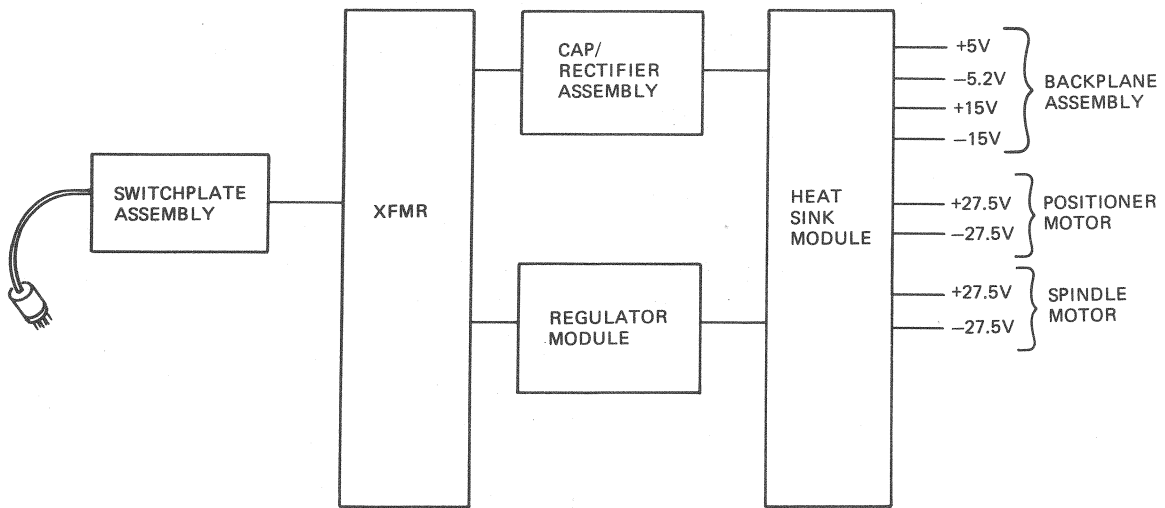 SWITCHPLATE
ASSEMBLY
XFMR
CAP/
RECTIFIER
ASSEMBLY
REGULATOR
MODULE
HEAT
SINK
MODULE
+5V
−5.2V
+15V
−15V
BACKPLANE
ASSEMBLY
+27.5V
−27.5V
POSITIONER
MOTOR
+27.5V
−27.5V
SPINDLE
MOTOR